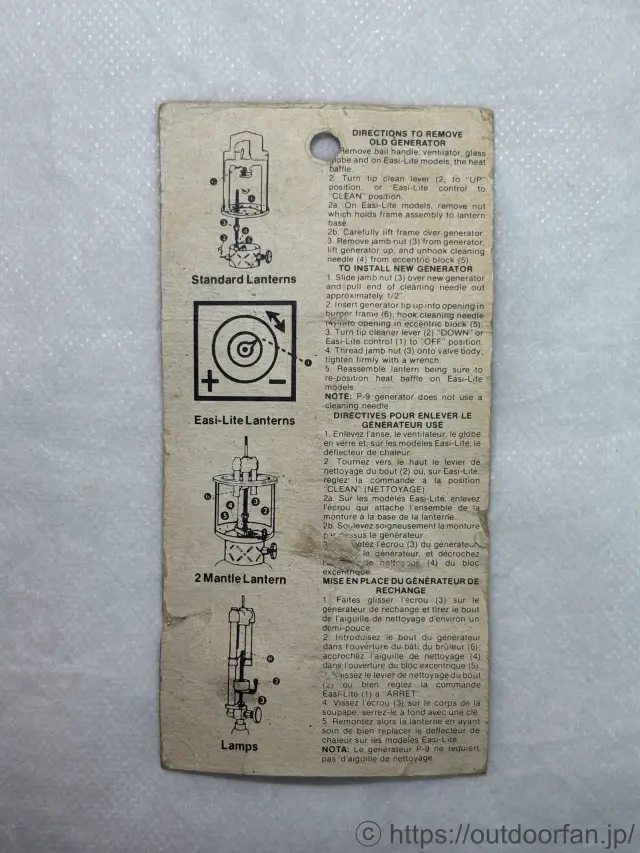 Standard Lanterns
+ −
Easi-Lite Lanterns
2 Mantle Lantern
Lamps
DIRECTIONS TO REMOVE
OLD GENERATOR
Remove bail handle, ventilator, glass
globe and on Easi-Lite models, the heat
baffle.
2. Turn tip clean lever (2, to "UP"
position, or Easi-Lite control to
"CLEAN" position.
2a. On Easi-Lite models, remove nut
which holds frame assembly to lantern
base.
2b. Carefully lift frame over generator.
3. Remove jamb nut (3) from generator,
lift generator up, and unhook cleaning
needle (4) from eccentric block (5).
TO INSTALL NEW GENERATOR
1. Slide jamb nut (3) over new generator
and pull end of cleaning needle out
approximately 1/2".
2. Insert generator tip up into opening in
burner frame (6), hook cleaning needle
(4) into opening in eccentric block (5).
3. Turn tip cleaner lever (2) "DOWN" or
Easi-Lite control (1) to "OFF" position.
4. Thread jamb nut (3) onto valve body,
tighten firmly with a wrench.
5. Reassemble lantern being sure to
re-position heat baffle on Easi-Lite
models.
NOTE: P-9 generator does not use a
cleaning needle.
DIRECTIVES POUR ENLEVER LE
GÉNÉRATEUR USÉ
1. Enlevez l'anse, le ventilateur, le globe
en verre et, sur les modèles Easi-Lite, le
déflecteur de chaleur.
2. Tournez vers le haut le levier de
nettoyage du bout (2) ou, sur Easi-Lite,
réglez la commande à la position
"CLEAN" [NETTOYAGE)
2a. Sur les modèles Easi-Lite, enlevez
l'écrou qui attache l'ensemble de la
monture à la base de la lanterne.
2b. Soulevez soigneusement la monture
par dessus le générateur.
l'écrou (3) du générateur,
le générateur, et décrochez
de nettoyage (4) du bloc
excentrique.
MISE EN PLACE DU GÉNÉRATEUR DE
RECHANGE
1. Faites glisser l'écrou (3) sur le
générateur de rechange et tirez le bout
de l'aiguille de nettoyage d'environ un
demi-pouce.
2. Introduisez le bout du générateur
dans l'ouverture du bâti du brûleur (6),
accrochez l'aiguille de nettoyage (4)
dans l'ouverture du bloc excentrique (5).
le levier de nettoyage du bout
(2) ou bien réglez la commande
Easi-Lite (1) à "ARRÊT"
4. Vissez l'écrou (3) sur le corps de la
soupape, serrez-le à fond avec une clé.
5. Remontez alors la lanterne en ayant
soin de bien replacer le déflecteur de
chaleur sur les modèles Easi-Lite.
NOTA: Le générateur P-9 ne requiert
pas d'aiguille de nettoyage
© https://outdoorfan.jp/